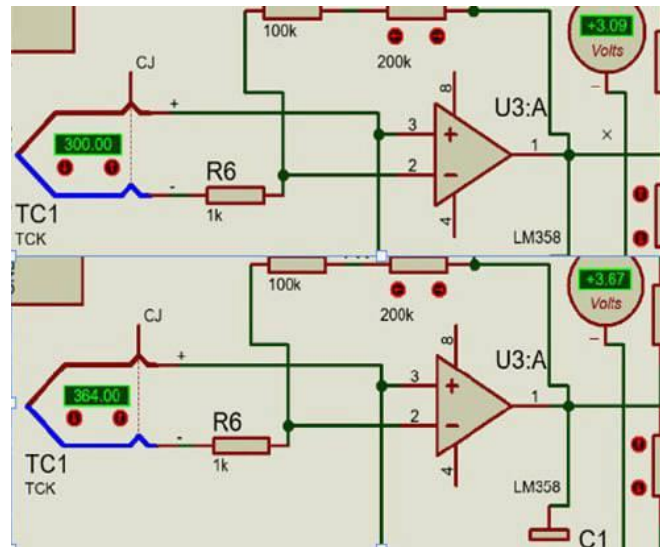 100k
200k
+3.09
Volts
CJ
+
8
U3:A
300.00
3
+
1
2
−
R6
-
1k
4
TC1
TCK
LM358
100k
200k
+3.67
Volts
CJ
+
8
U3:A
364.00
3
+
1
2
−
R6
-
1k
4
TC1
TCK
LM358
C1